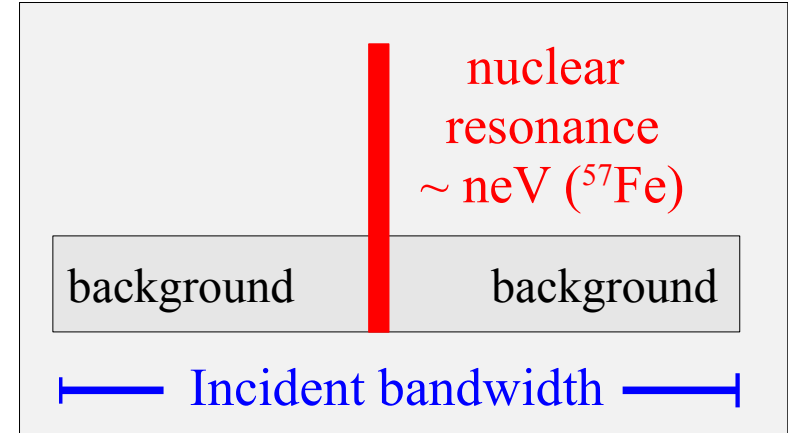 nuclear
resonance
~ neV (⁵⁷Fe)
background background
Incident bandwidth